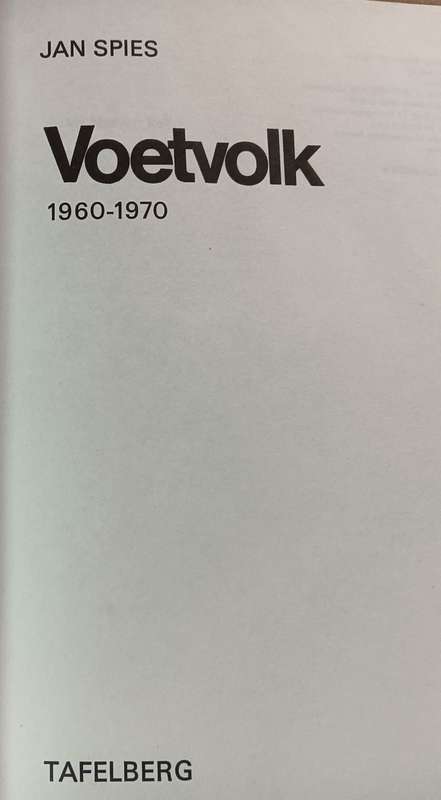 JAN SPIES
Voetvolk
1960-1970
TAFELBERG